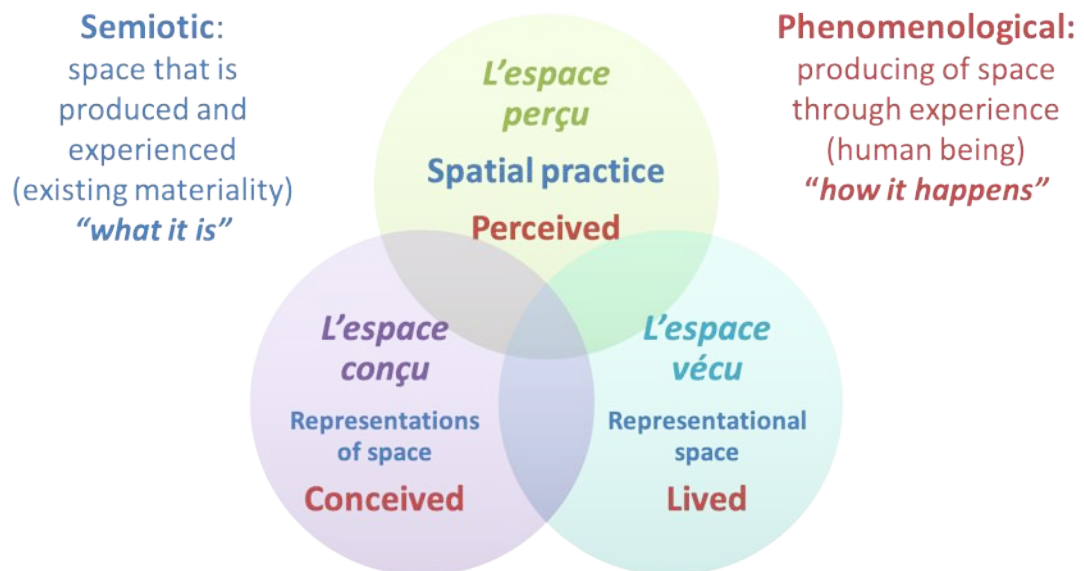 Semiotic:
space that is
produced and
experienced
(existing materiality)
“what it is”
L’espace
perçu
Spatial practice
Perceived
Phenomenological:
producing of space
through experience
(human being)
“how it happens”
L’espace
conçu
Representations
of space
Conceived
L’espace
vécu
Representational
space
Lived